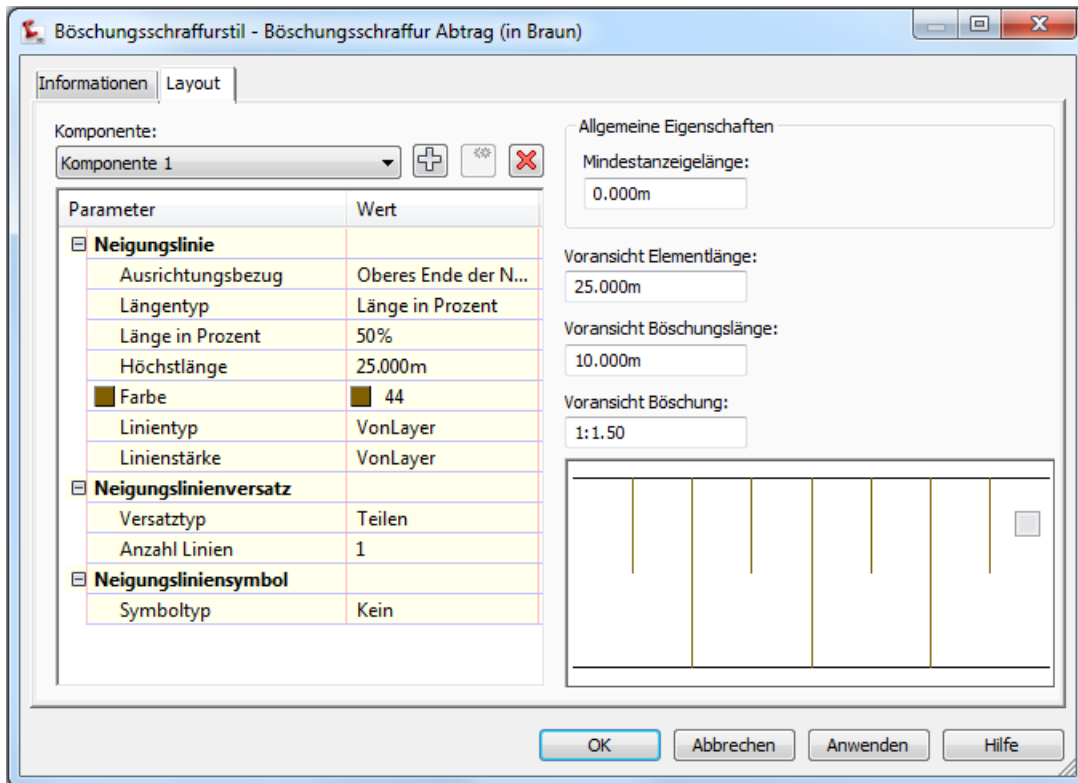 Böschungsschraffurstil - Böschungsschraffur Abtrag (in Braun)
Informationen Layout
Komponente:
Komponente 1
Parameter Wert
Neigungslinie
Ausrichtungsbezug Oberes Ende der N...
Längentyp Länge in Prozent
Länge in Prozent 50%
Höchstlänge 25.000m
Farbe 44
Linientyp VonLayer
Linienstärke VonLayer
Neigungslinienversatz
Versatztyp Teilen
Anzahl Linien 1
Neigungsliniensymbol
Symboltyp Kein
Allgemeine Eigenschaften
Mindestanzeigelänge:
0.000m
Voransicht Elementlänge:
25.000m
Voransicht Böschungslänge:
10.000m
Voransicht Böschung:
1:1.50
OK Abbrechen Anwenden Hilfe